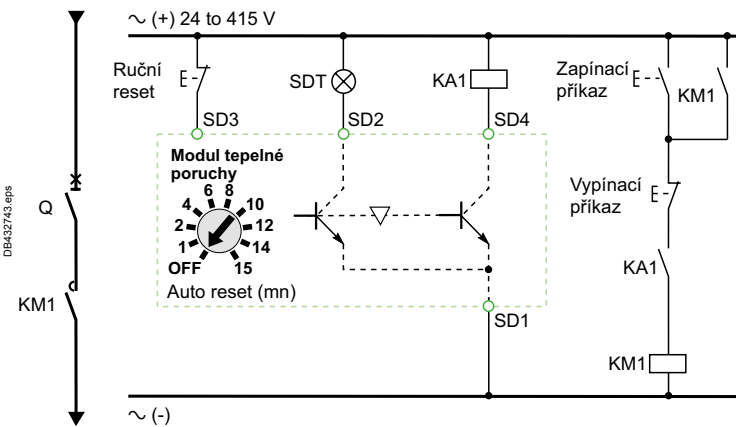 ∼ (+) 24 to 415 V
Ruční
reset
SDT
KA1
Zapínací
příkaz
KM1
SD3
SD2
SD4
Modul tepelné
poruchy
6 8
4 10
2 12
1 14
OFF 15
Auto reset (mn)
Vypínací
příkaz
KA1
SD1
KM1
∼ (-)
Q
KM1
DB432743.eps